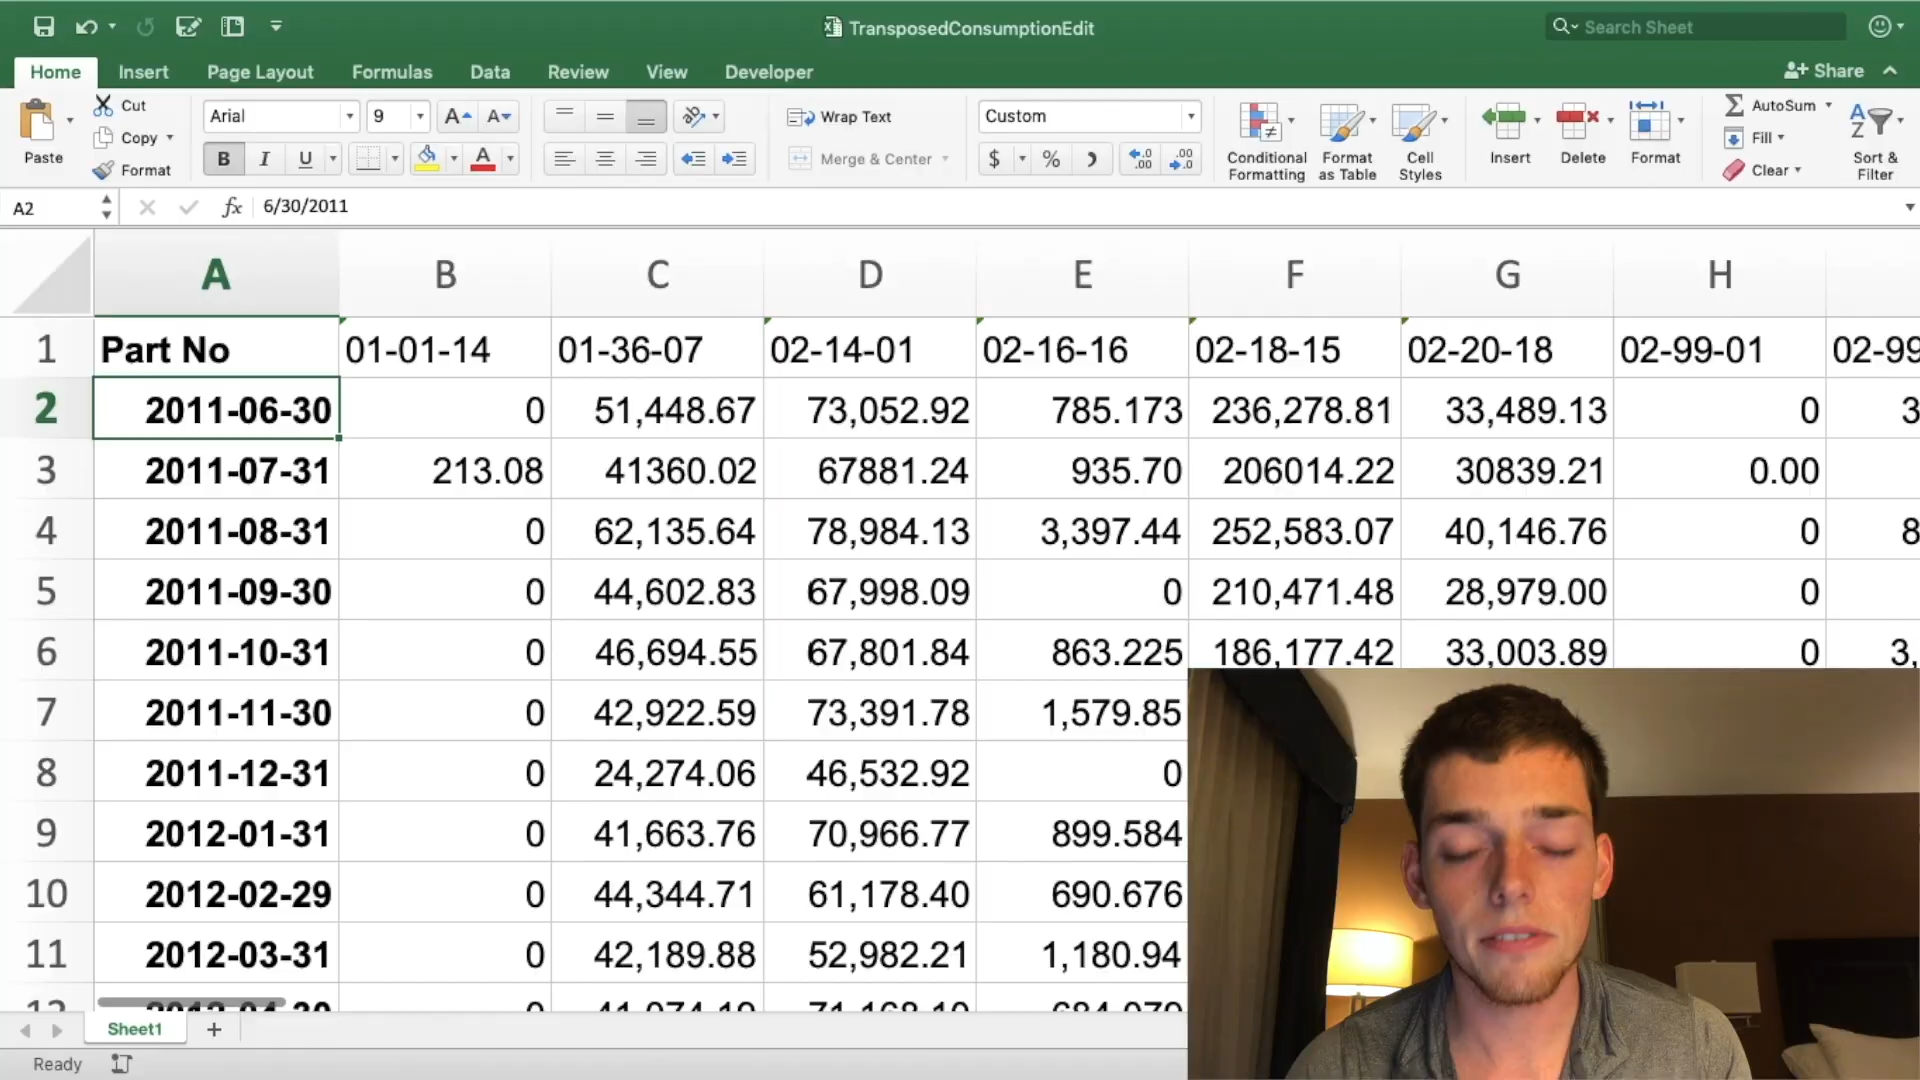 TransposedConsumptionEdit
Search Sheet
Home Insert Page Layout Formulas Data Review View Developer
Share
Paste
Cut
Copy
Format
Arial 9
B I U
Wrap Text
Merge & Center
Custom
$ %
Conditional Formatting
Format as Table
Cell Styles
Insert
Delete
Format
AutoSum
Fill
Clear
Sort & Filter
A2 fx 6/30/2011
A B C D E F G H
1 Part No 01-01-14 01-36-07 02-14-01 02-16-16 02-18-15 02-20-18 02-99-01 02-99
2 2011-06-30 0 51,448.67 73,052.92 785.173 236,278.81 33,489.13 0 3
3 2011-07-31 213.08 41360.02 67881.24 935.70 206014.22 30839.21 0.00
4 2011-08-31 0 62,135.64 78,984.13 3,397.44 252,583.07 40,146.76 0 8
5 2011-09-30 0 44,602.83 67,998.09 0 210,471.48 28,979.00 0
6 2011-10-31 0 46,694.55 67,801.84 863.225 186,177.42 33,003.89 0 3,
7 2011-11-30 0 42,922.59 73,391.78 1,579.85
8 2011-12-31 0 24,274.06 46,532.92 0
9 2012-01-31 0 41,663.76 70,966.77 899.584
10 2012-02-29 0 44,344.71 61,178.40 690.676
11 2012-03-31 0 42,189.88 52,982.21 1,180.94
Sheet1 +
Ready